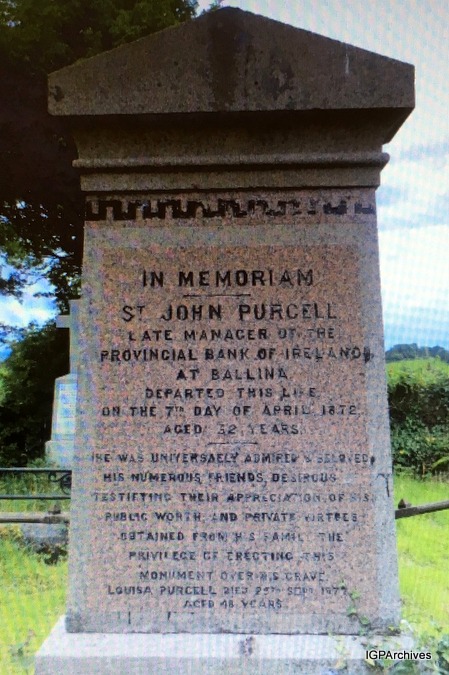 IN MEMORIAM
ST JOHN PURCELL
LATE MANAGER OF THE
PROVINCIAL BANK OF IRELAND
AT BALLINA
DEPARTED THIS LIFE
ON THE 7TH DAY OF APRIL 1872
AGED 52 YEARS
HE WAS UNIVERSALLY ADMIRED & BELOVED
HIS NUMEROUS FRIENDS, DESIROUS
TESTIFYING THEIR APPRECIATION OF HIS
PUBLIC WORTH, AND PRIVATE VIRTUES
OBTAINED FROM HIS FAMILY THE
PRIVILEGE OF ERECTING THIS
MONUMENT OVER HIS GRAVE.
LOUISA PURCELL DIED SEPT 1877
AGED 48 YEARS.
IGPArchives